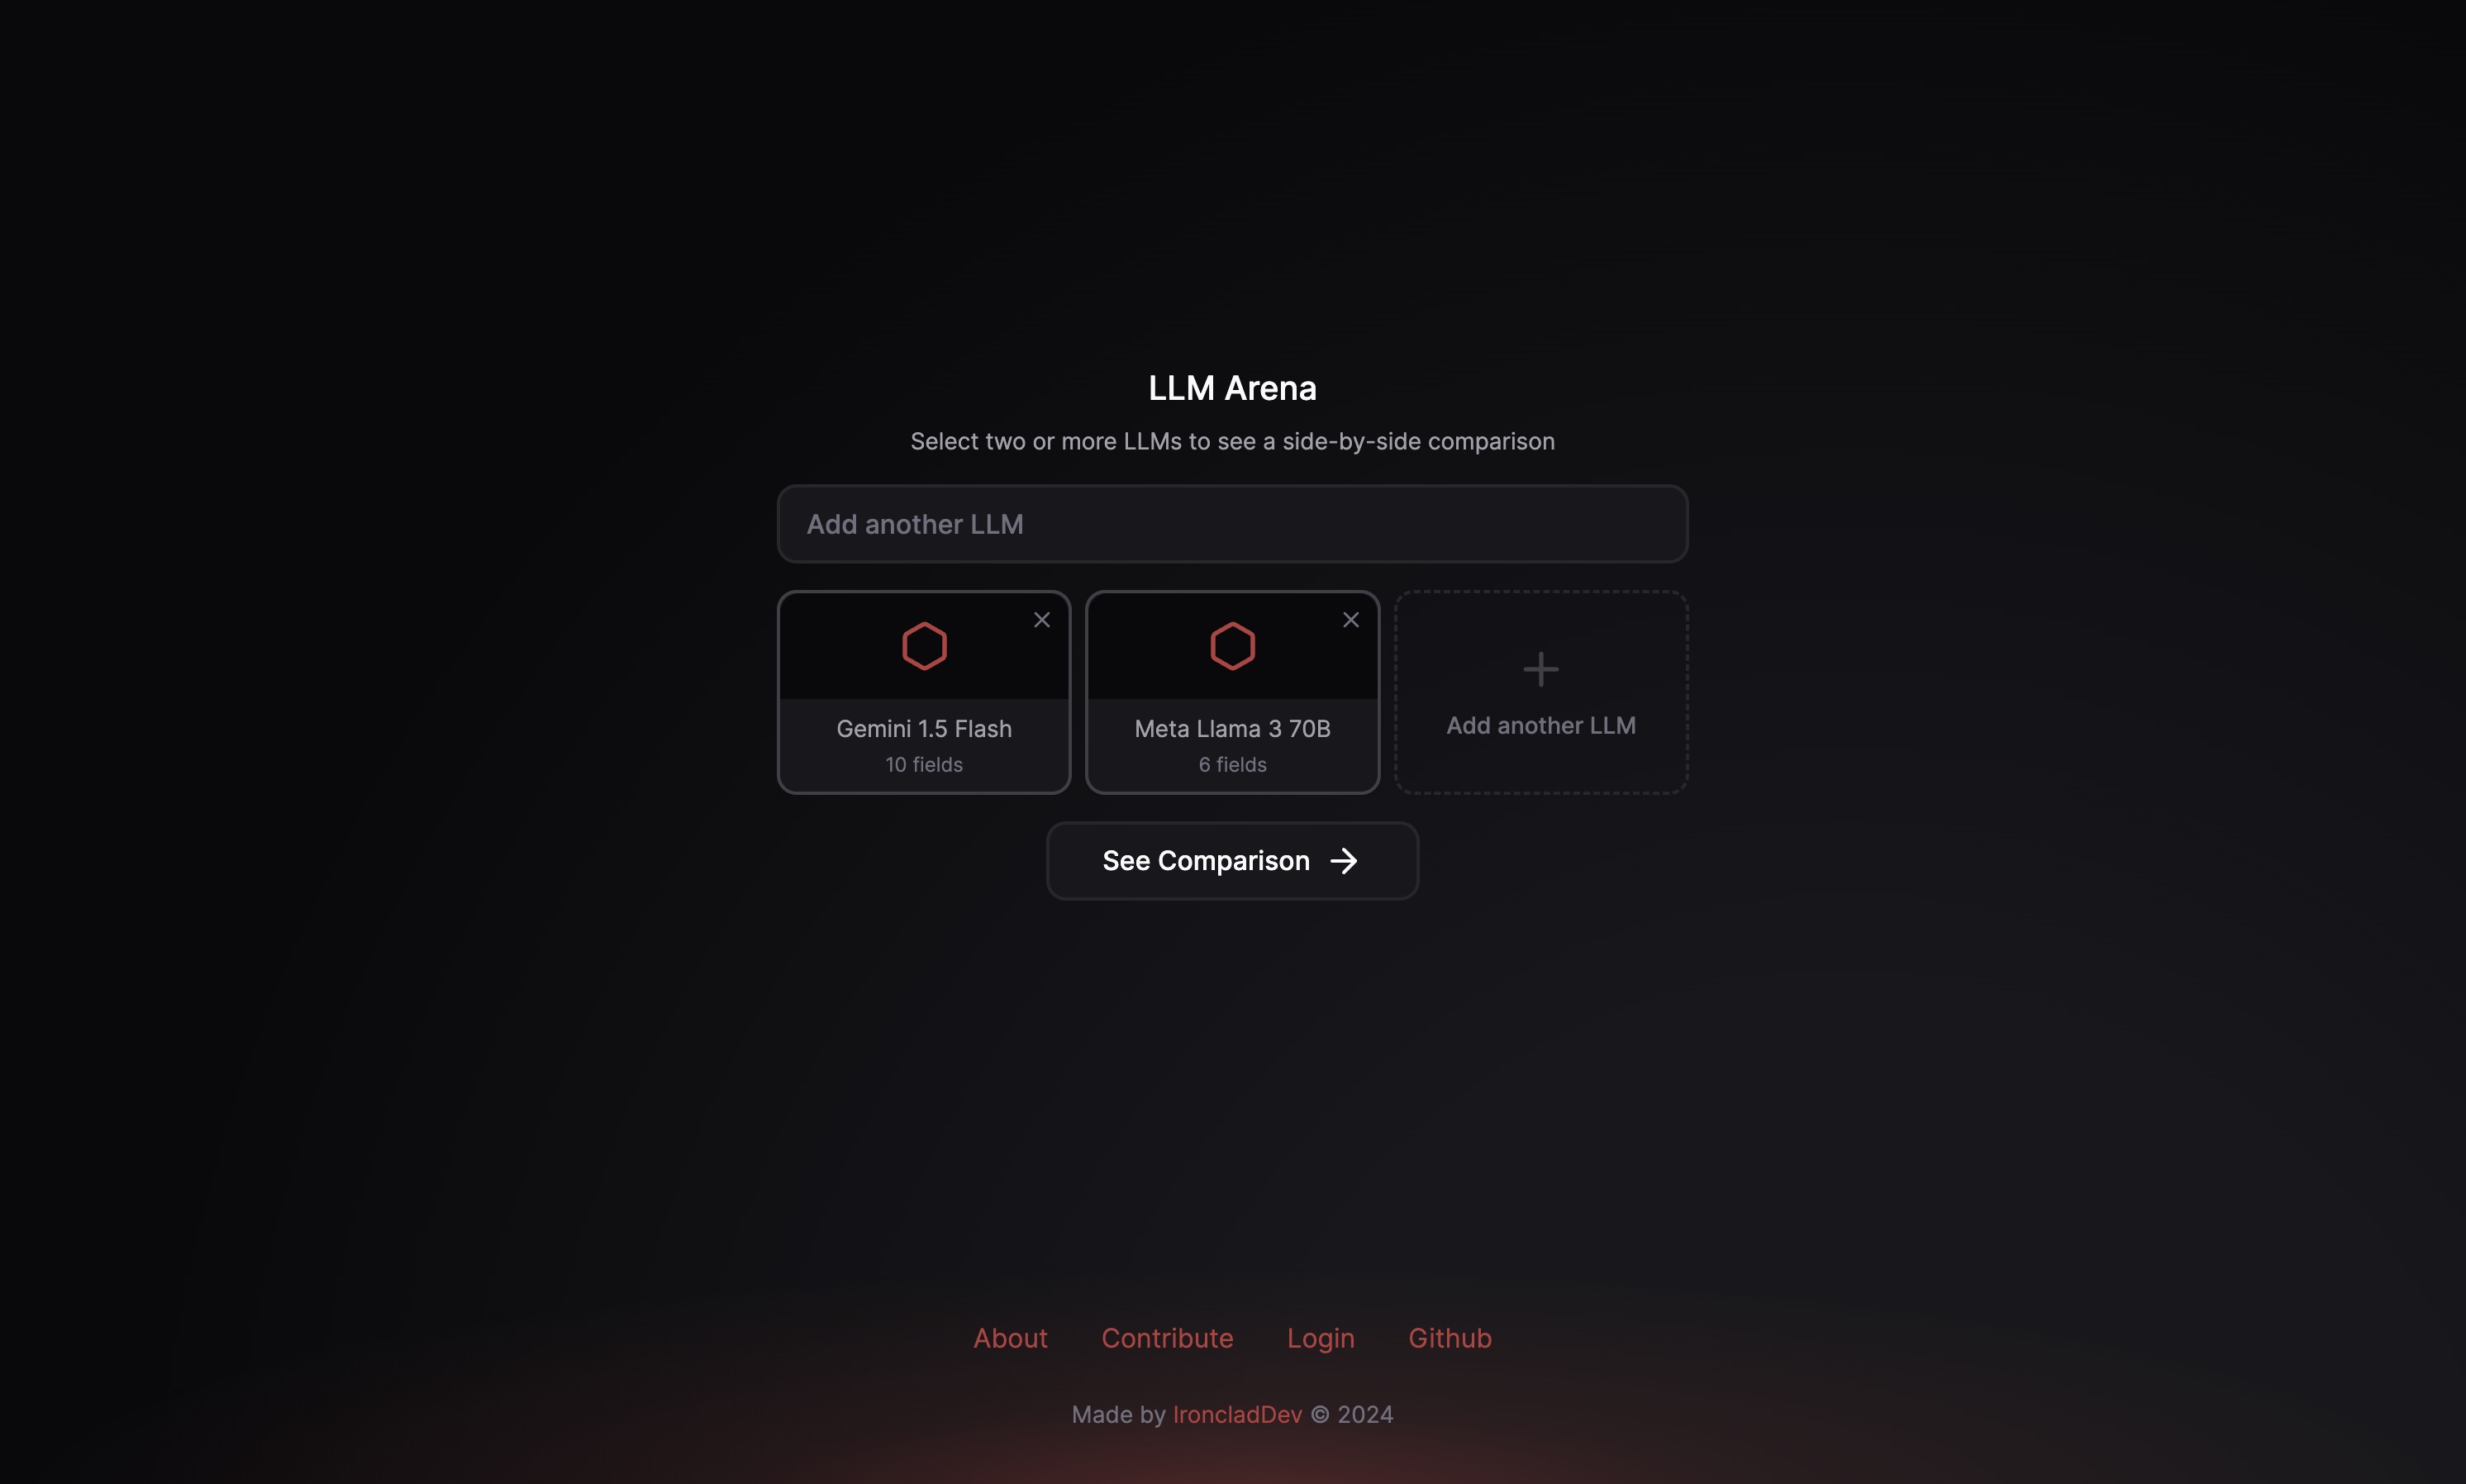 LLM Arena
Select two or more LLMs to see a side-by-side comparison
Add another LLM
Gemini 1.5 Flash
10 fields
Meta Llama 3 70B
6 fields
Add another LLM
See Comparison
About Contribute Login Github
Made by IroncladDev © 2024